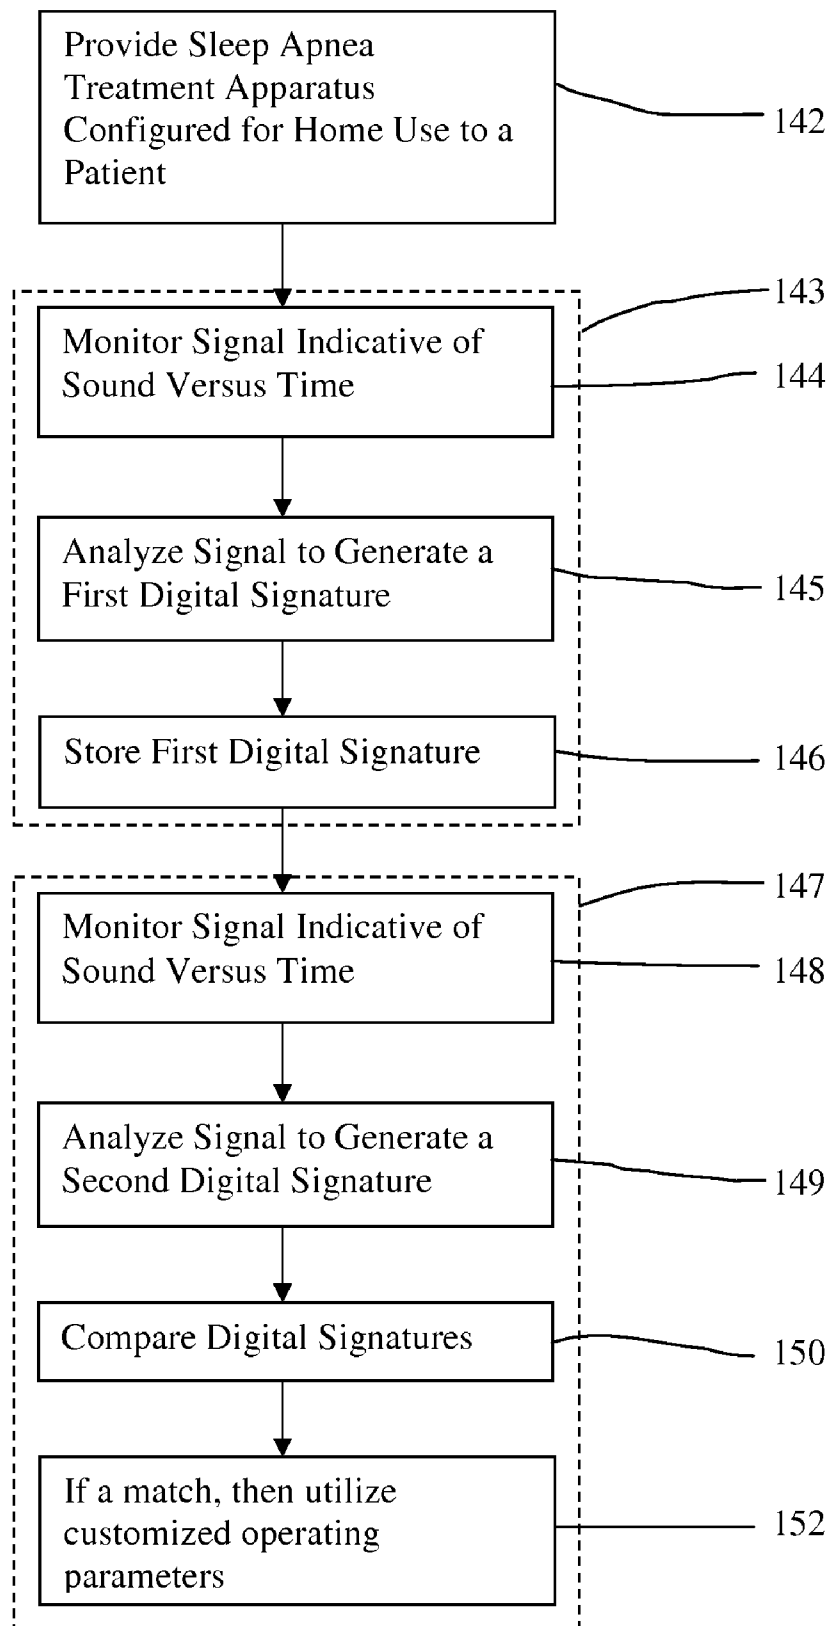 Provide Sleep Apnea
Treatment Apparatus
Configured for Home Use to a
Patient
142
143
Monitor Signal Indicative of
Sound Versus Time
144
Analyze Signal to Generate a
First Digital Signature
145
Store First Digital Signature
146
147
Monitor Signal Indicative of
Sound Versus Time
148
Analyze Signal to Generate a
Second Digital Signature
149
Compare Digital Signatures
150
If a match, then utilize
customized operating
parameters
152